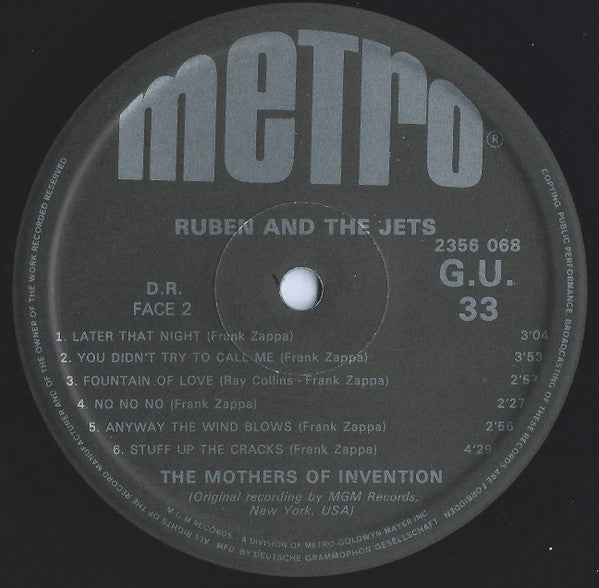 metro®
RUBEN AND THE JETS
2356 068
D.R.
G.U.
FACE 2
33
1. LATER THAT NIGHT (Frank Zappa) 3'04
2. YOU DIDN'T TRY TO CALL ME (Frank Zappa) 3'53
3. FOUNTAIN OF LOVE (Ray Collins - Frank Zappa) 2'57
4. NO NO NO (Frank Zappa) 2'27
5. ANYWAY THE WIND BLOWS (Frank Zappa) 2'56
6. STUFF UP THE CRACKS (Frank Zappa) 4'29
THE MOTHERS OF INVENTION
(Original recording by MGM Records,
New York, USA)
M G M RECORDS - A DIVISION OF METRO GOLDWYN MAYER INC
ALL RIGHTS OF THE RECORD MANUFACTURER AND OF THE OWNER OF THE WORK RECORDED RESERVED
COPYING PUBLIC PERFORMANCE, BROADCASTING OF THESE RECORDS ARE FORBIDDEN
MFD BY DEUTSCHE GRAMMOPHON GESELLSCHAFT